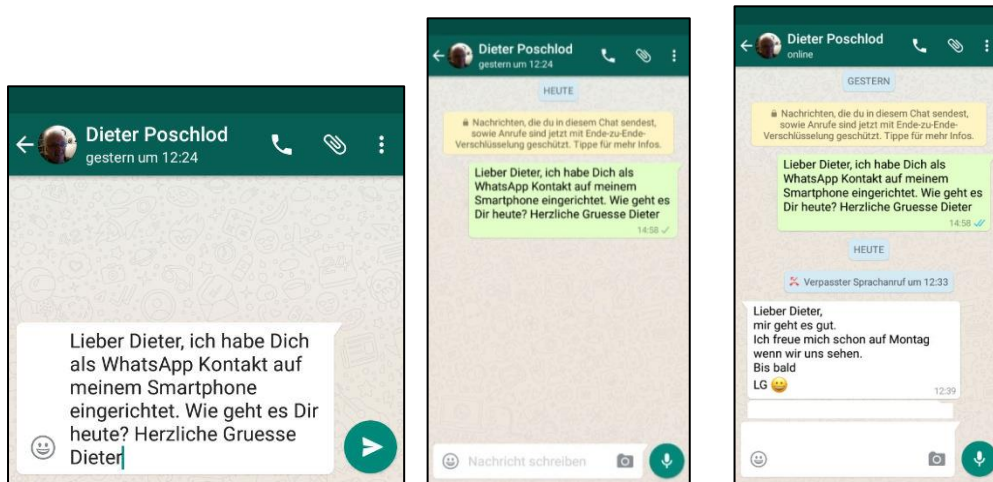 Dieter Poschlod
gestern um 12:24
Lieber Dieter, ich habe Dich
als WhatsApp Kontakt auf
meinem Smartphone
eingerichtet. Wie geht es Dir
heute? Herzliche Gruesse
Dieter
Dieter Poschlod
gestern um 12:24
HEUTE
Nachrichten, die du in diesem Chat sendest,
sowie Anrufe sind jetzt mit Ende-zu-Ende-
Verschlüsselung geschützt. Tippe für mehr Infos.
Lieber Dieter, ich habe Dich als
WhatsApp Kontakt auf meinem
Smartphone eingerichtet. Wie geht es
Dir heute? Herzliche Gruesse Dieter
14:58
Nachricht schreiben
Dieter Poschlod
online
GESTERN
Nachrichten, die du in diesem Chat sendest,
sowie Anrufe sind jetzt mit Ende-zu-Ende-
Verschlüsselung geschützt. Tippe für mehr Infos.
Lieber Dieter, ich habe Dich als
WhatsApp Kontakt auf meinem
Smartphone eingerichtet. Wie geht es
Dir heute? Herzliche Gruesse Dieter
14:58
HEUTE
Verpasster Sprachanruf um 12:33
Lieber Dieter,
mir geht es gut.
Ich freue mich schon auf Montag
wenn wir uns sehen.
Bis bald
LG 😀
12:39